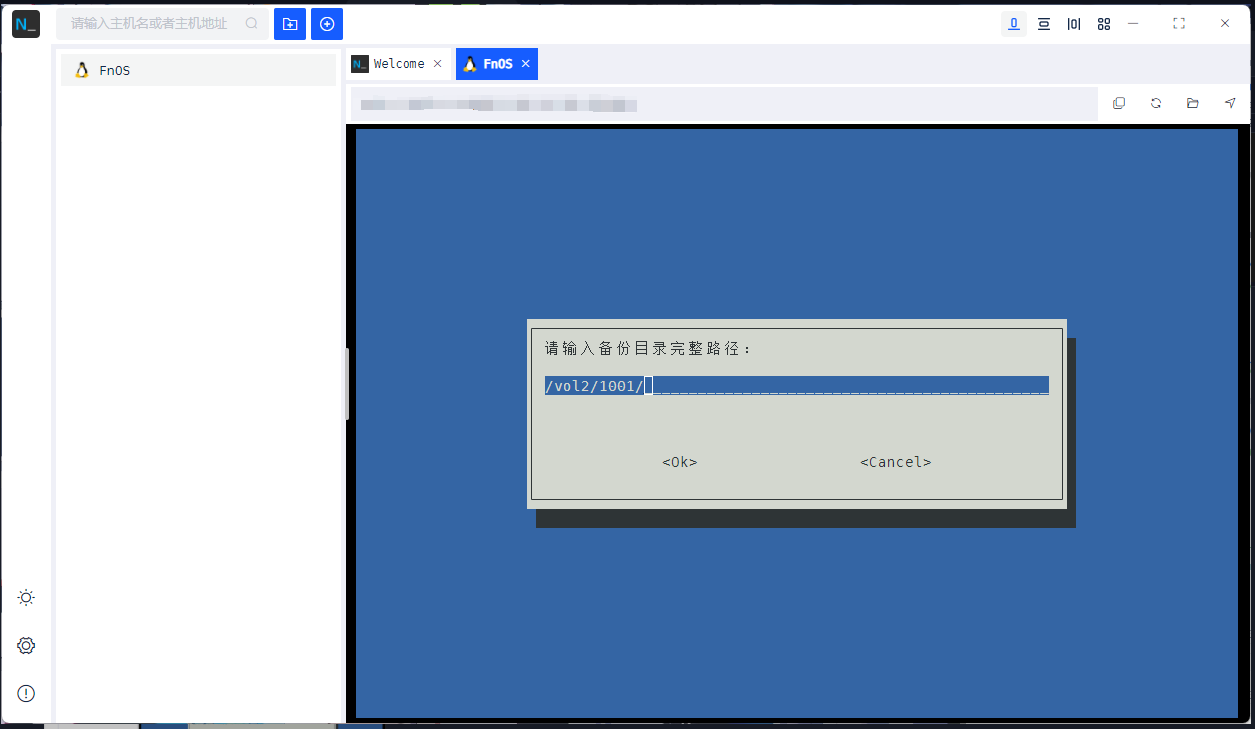 N_
请输入主机名或者主机地址
FnOS
N_ Welcome
FnOS
请输入备份目录完整路径：
/vol2/1001/
<Ok> <Cancel>